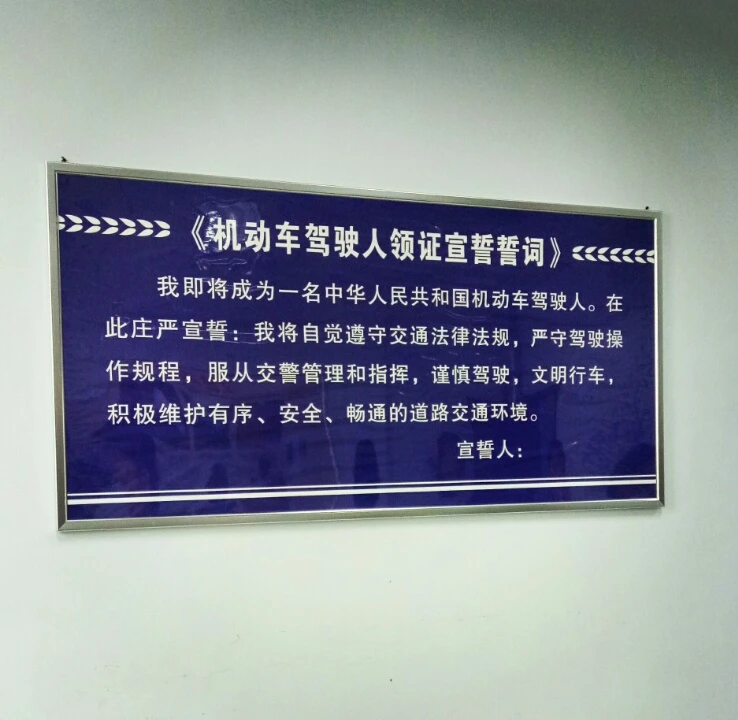 《机动车驾驶人领证宣誓誓词》
我即将成为一名中华人民共和国机动车驾驶人。在
此庄严宣誓：我将自觉遵守交通法律法规，严守驾驶操
作规程，服从交警管理和指挥，谨慎驾驶，文明行车，
积极维护有序、安全、畅通的道路交通环境。
宣誓人：